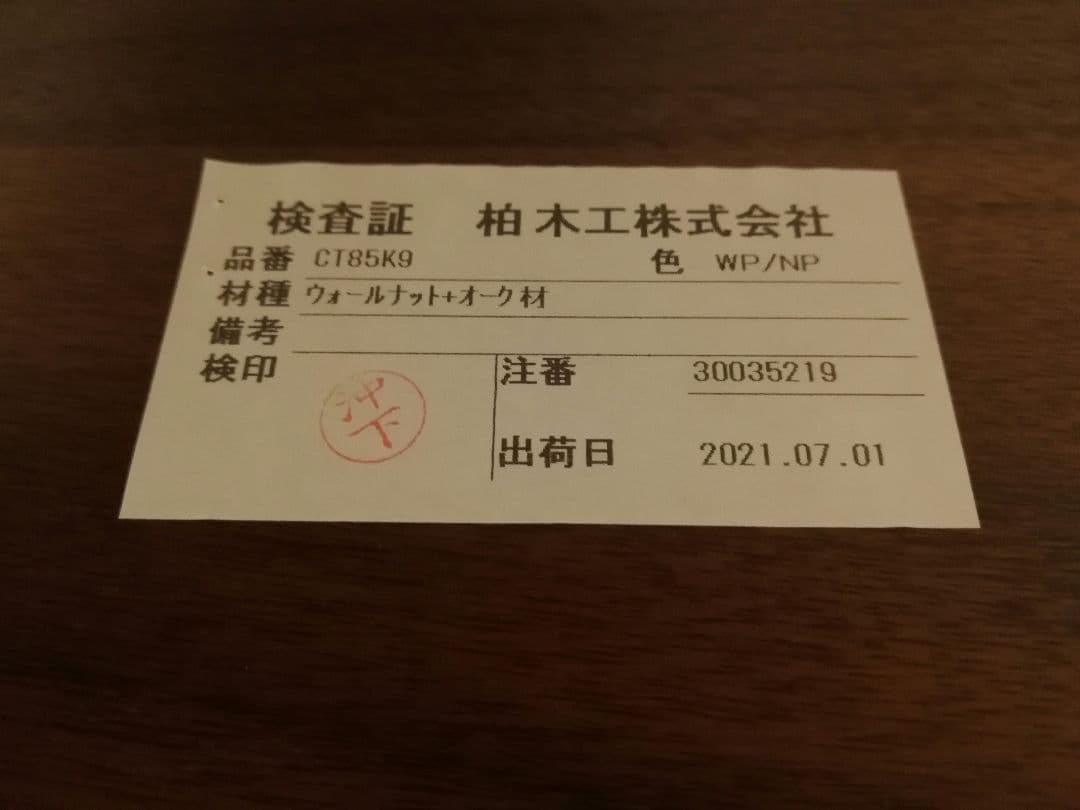 検査証 柏木工株式会社
品番 CT85K9 色 WP/NP
材種 ウォールナット+オーク材
備考
検印 沖下 注番 30035219
出荷日 2021.07.01